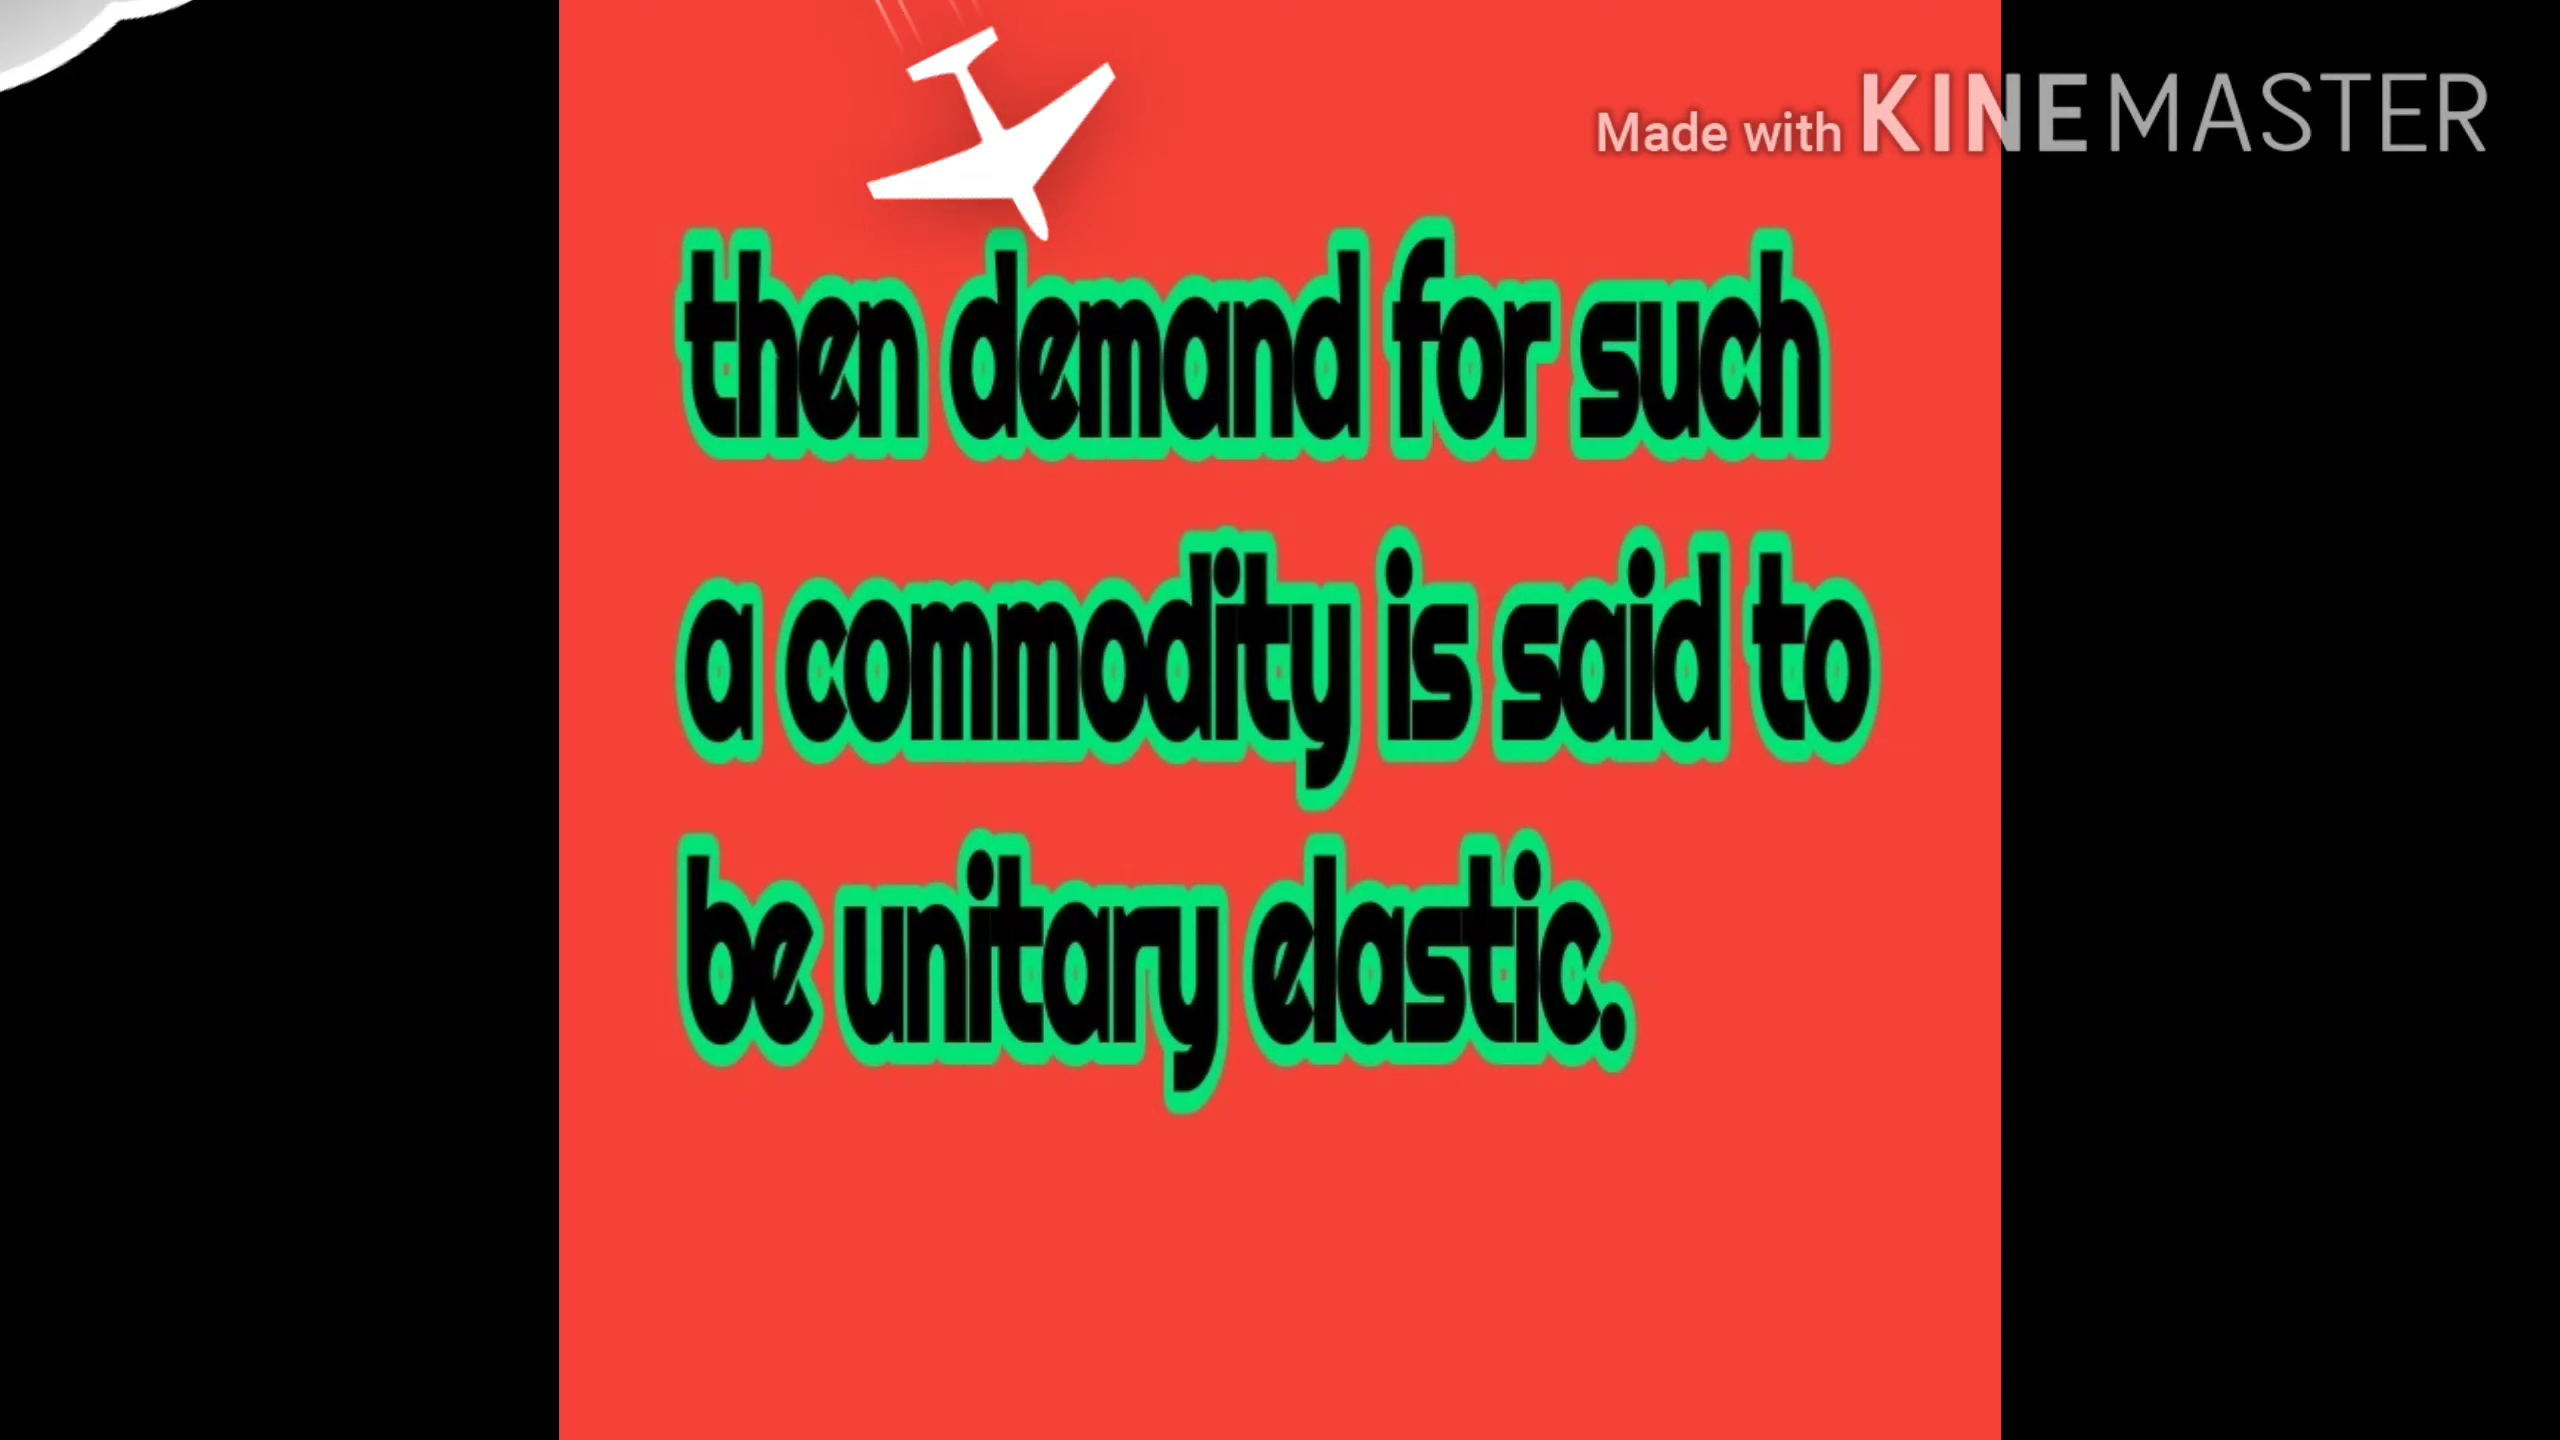 Made with KINEMASTER
then demand for such
a commodity is said to
be unitary elastic.